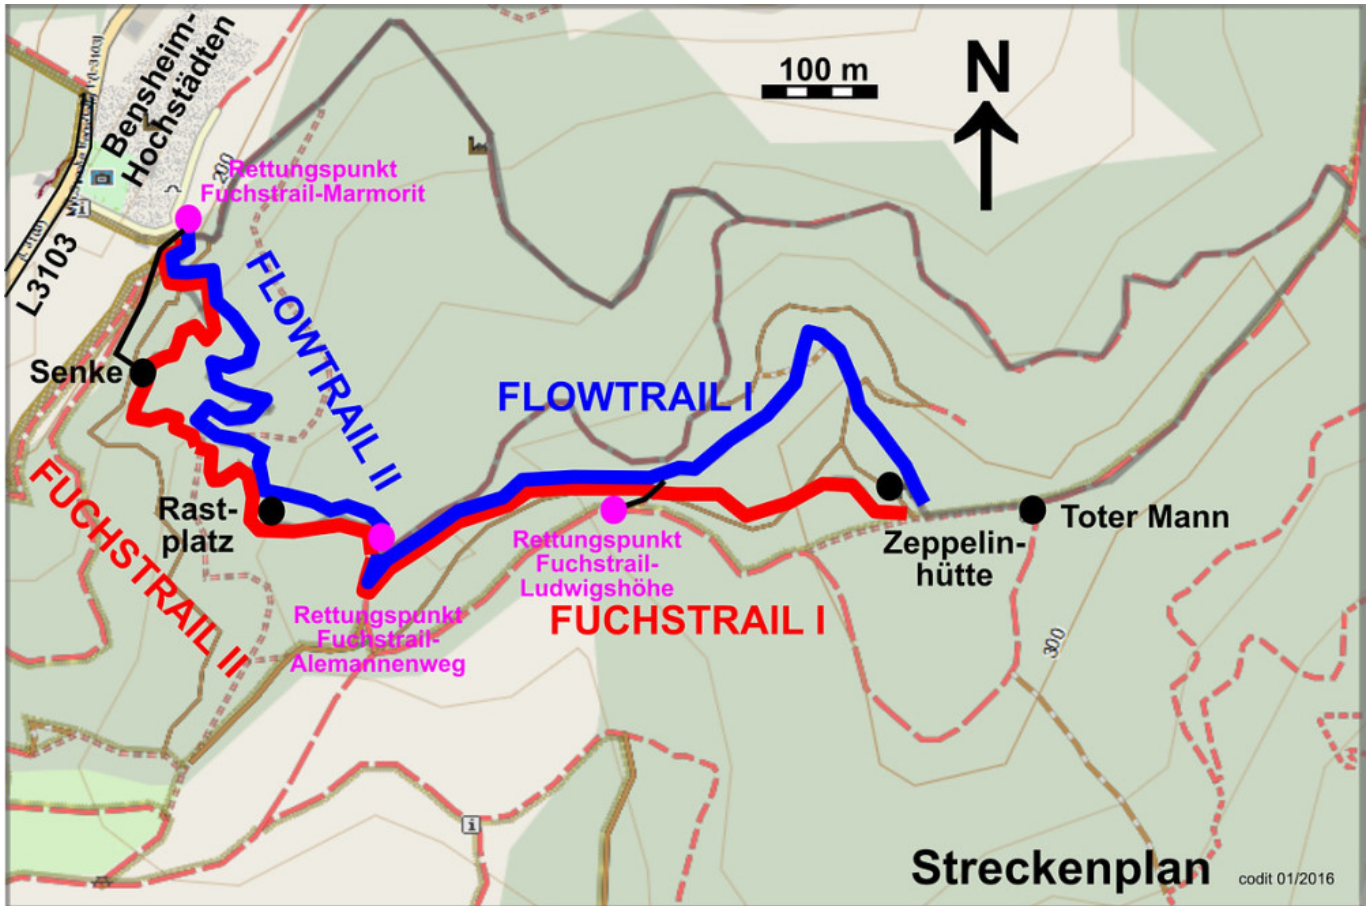 Bensheim-
Hochstädten
100 m
N
200
Rettungspunkt
Fuchstrail-Marmorit
L3103
FLOWTRAIL II
Senke
FLOWTRAIL I
FUCHSTRAIL II
Rast-
platz
Rettungspunkt
Fuchstrail-
Ludwigshöhe
Toter Mann
Zeppelin-
hütte
Rettungspunkt
Fuchstrail-
Alemannenweg
FUCHSTRAIL I
300
i
Streckenplan
codit 01/2016